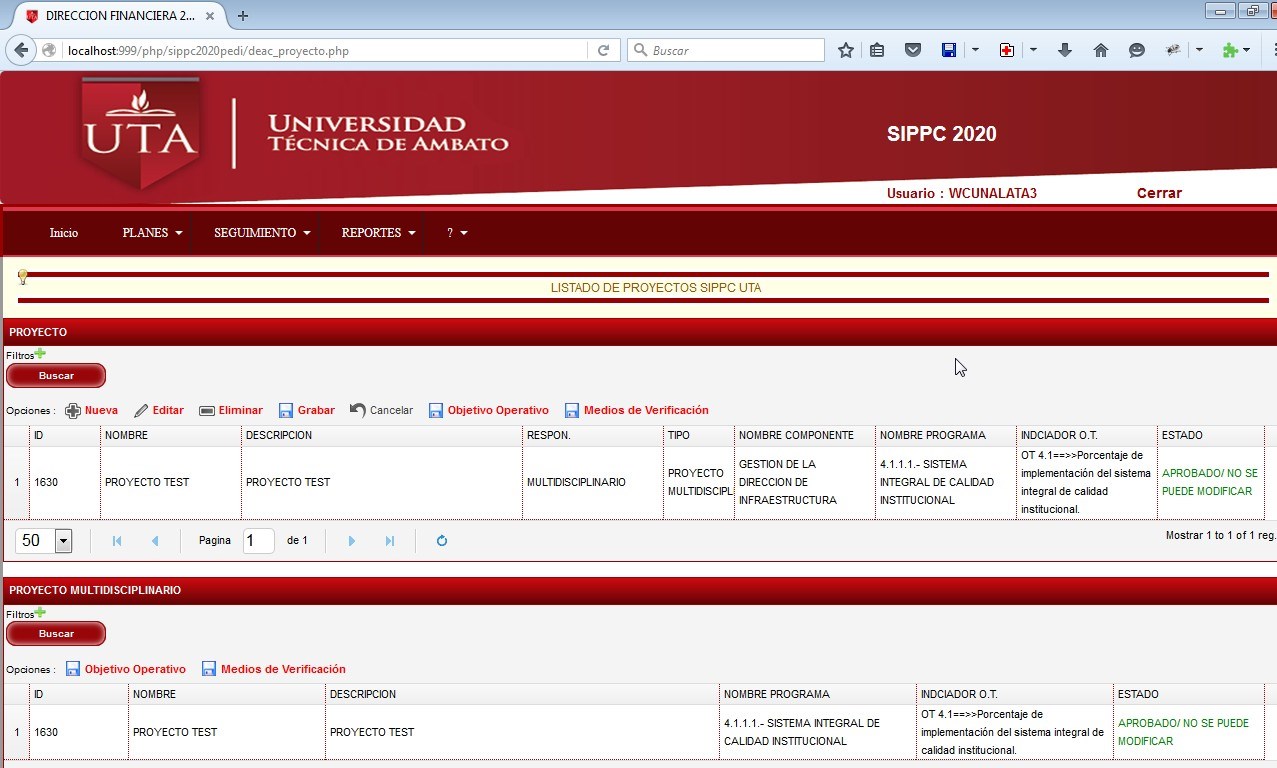 DIRECCION FINANCIERA 2...
localhost:999/php/sippc2020pedi/deac_proyecto.php
Buscar
UTA
UNIVERSIDAD
TÉCNICA DE AMBATO
SIPPC 2020
Usuario : WCUNALATA3
Cerrar
Inicio PLANES SEGUIMIENTO REPORTES ?
LISTADO DE PROYECTOS SIPPC UTA
PROYECTO
Filtros
Buscar
Opciones : Nueva Editar Eliminar Grabar Cancelar Objetivo Operativo Medios de Verificación
ID NOMBRE DESCRIPCION RESPON. TIPO NOMBRE COMPONENTE NOMBRE PROGRAMA INDCIADOR O.T. ESTADO
1 1630 PROYECTO TEST PROYECTO TEST MULTIDISCIPLINARIO
PROYECTO
MULTIDISCIPL
GESTION DE LA
DIRECCION DE
INFRAESTRUCTURA
4.1.1.1.- SISTEMA
INTEGRAL DE CALIDAD
INSTITUCIONAL
OT 4.1==>>Porcentaje de
implementación del sistema
integral de calidad
institucional.
APROBADO/ NO SE
PUEDE MODIFICAR
50 Pagina 1 de 1
Mostrar 1 to 1 of 1 reg.
PROYECTO MULTIDISCIPLINARIO
Filtros
Buscar
Opciones : Objetivo Operativo Medios de Verificación
ID NOMBRE DESCRIPCION NOMBRE PROGRAMA INDCIADOR O.T. ESTADO
1 1630 PROYECTO TEST PROYECTO TEST
4.1.1.1.- SISTEMA INTEGRAL DE
CALIDAD INSTITUCIONAL
OT 4.1==>>Porcentaje de
implementación del sistema integral de
calidad institucional.
APROBADO/ NO SE PUEDE
MODIFICAR